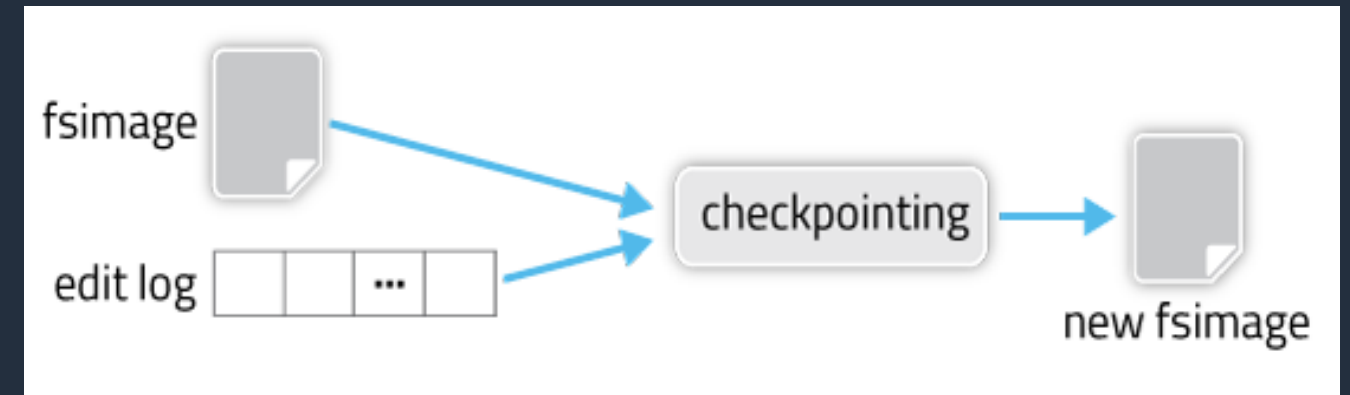 fsimage
checkpointing
edit log ...
new fsimage